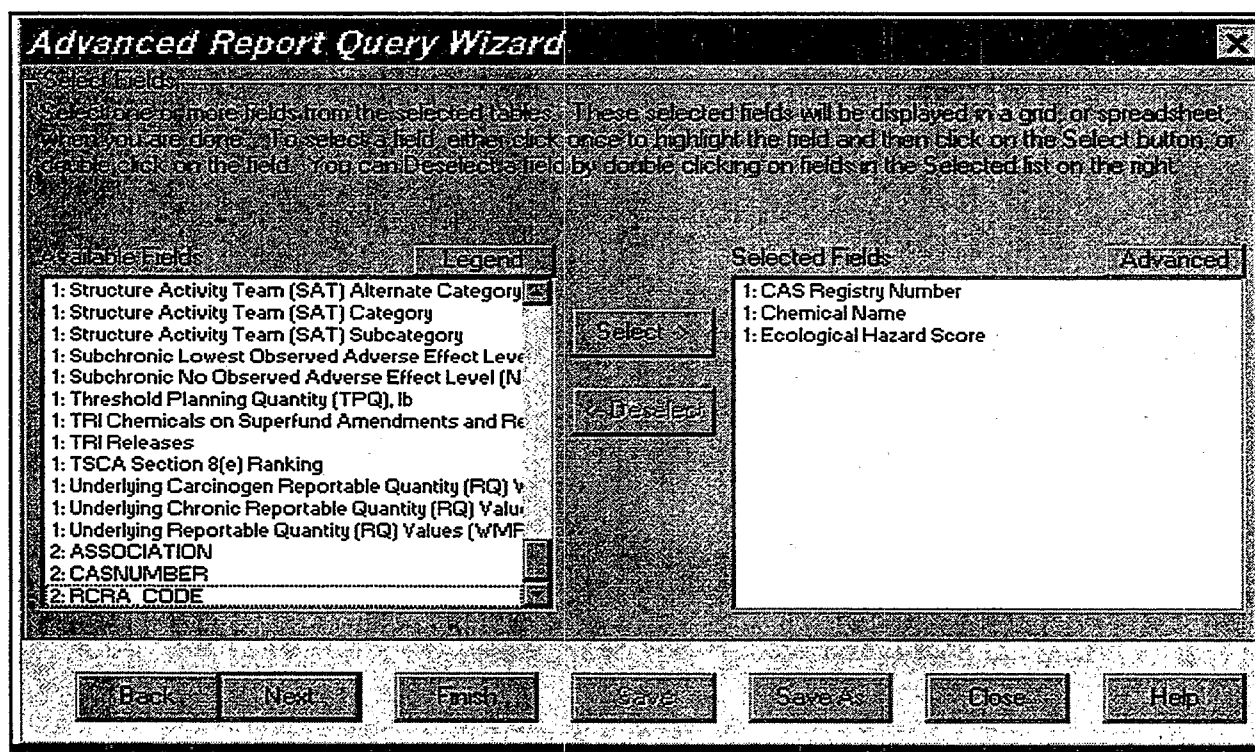 Advanced Report Query Wizard
Select Fields
Select one or more fields from the selected tables. These selected fields will be displayed in a grid, or spreadsheet,
when you are done. To select a field, either click once to highlight the field and then click on the Select button, or
double click on the field. You can Deselect a field by double clicking on fields in the Selected list on the right.
Available Fields
Legend
1: Structure Activity Team (SAT) Alternate Category
1: Structure Activity Team (SAT) Category
1: Structure Activity Team (SAT) Subcategory
1: Subchronic Lowest Observed Adverse Effect Leve
1: Subchronic No Observed Adverse Effect Level (N
1: Threshold Planning Quantity (TPQ), lb
1: TRI Chemicals on Superfund Amendments and Re
1: TRI Releases
1: TSCA Section 8(e) Ranking
1: Underlying Carcinogen Reportable Quantity (RQ) V
1: Underlying Chronic Reportable Quantity (RQ) Valu
1: Underlying Reportable Quantity (RQ) Values (WMP
2: ASSOCIATION
2: CASNUMBER
2: RCRA_CODE
Select ->
<- Deselect
Selected Fields
Advanced
1: CAS Registry Number
1: Chemical Name
1: Ecological Hazard Score
Back Next Finish Save Save As Close Help